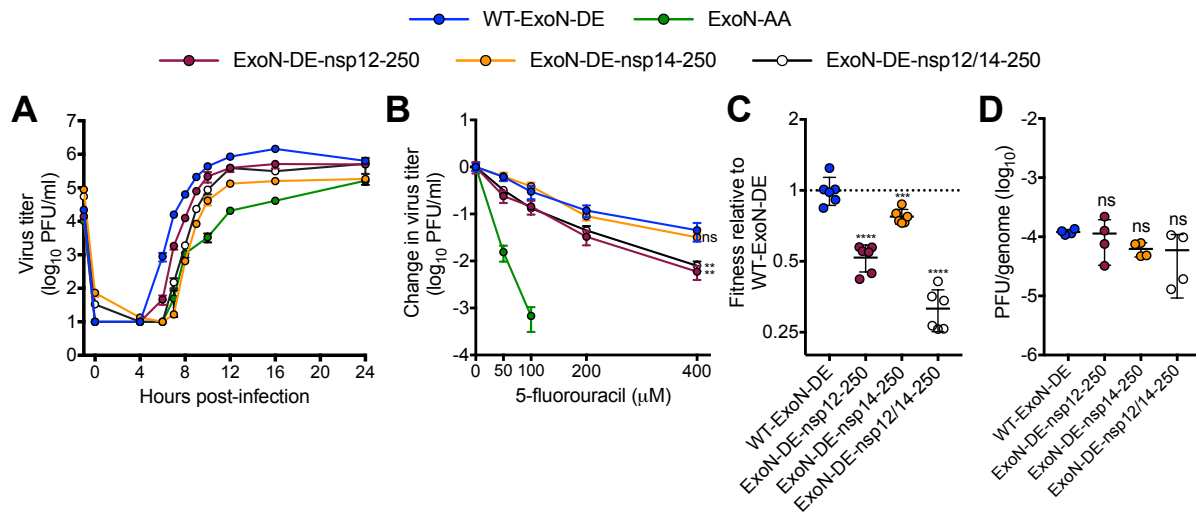 WT-ExoN-DE
ExoN-AA
ExoN-DE-nsp12-250
ExoN-DE-nsp14-250
ExoN-DE-nsp12/14-250
A
Virus titer
(log10 PFU/ml)
7
6
5
4
3
2
1
0
0
4
8
12
16
20
24
Hours post-infection
B
Change in virus titer
(log10 PFU/ml)
0
-1
-2
-3
-4
0
50
100
200
400
ns
**
**
5-fluorouracil (μM)
C
Fitness relative to
WT-ExoN-DE
2
1
0.5
0.25
****
***
****
WT-ExoN-DE
ExoN-DE-nsp12-250
ExoN-DE-nsp14-250
ExoN-DE-nsp12/14-250
D
PFU/genome (log10)
-2
-3
-4
-5
-6
ns
ns
ns
WT-ExoN-DE
ExoN-DE-nsp12-250
ExoN-DE-nsp14-250
ExoN-DE-nsp12/14-250